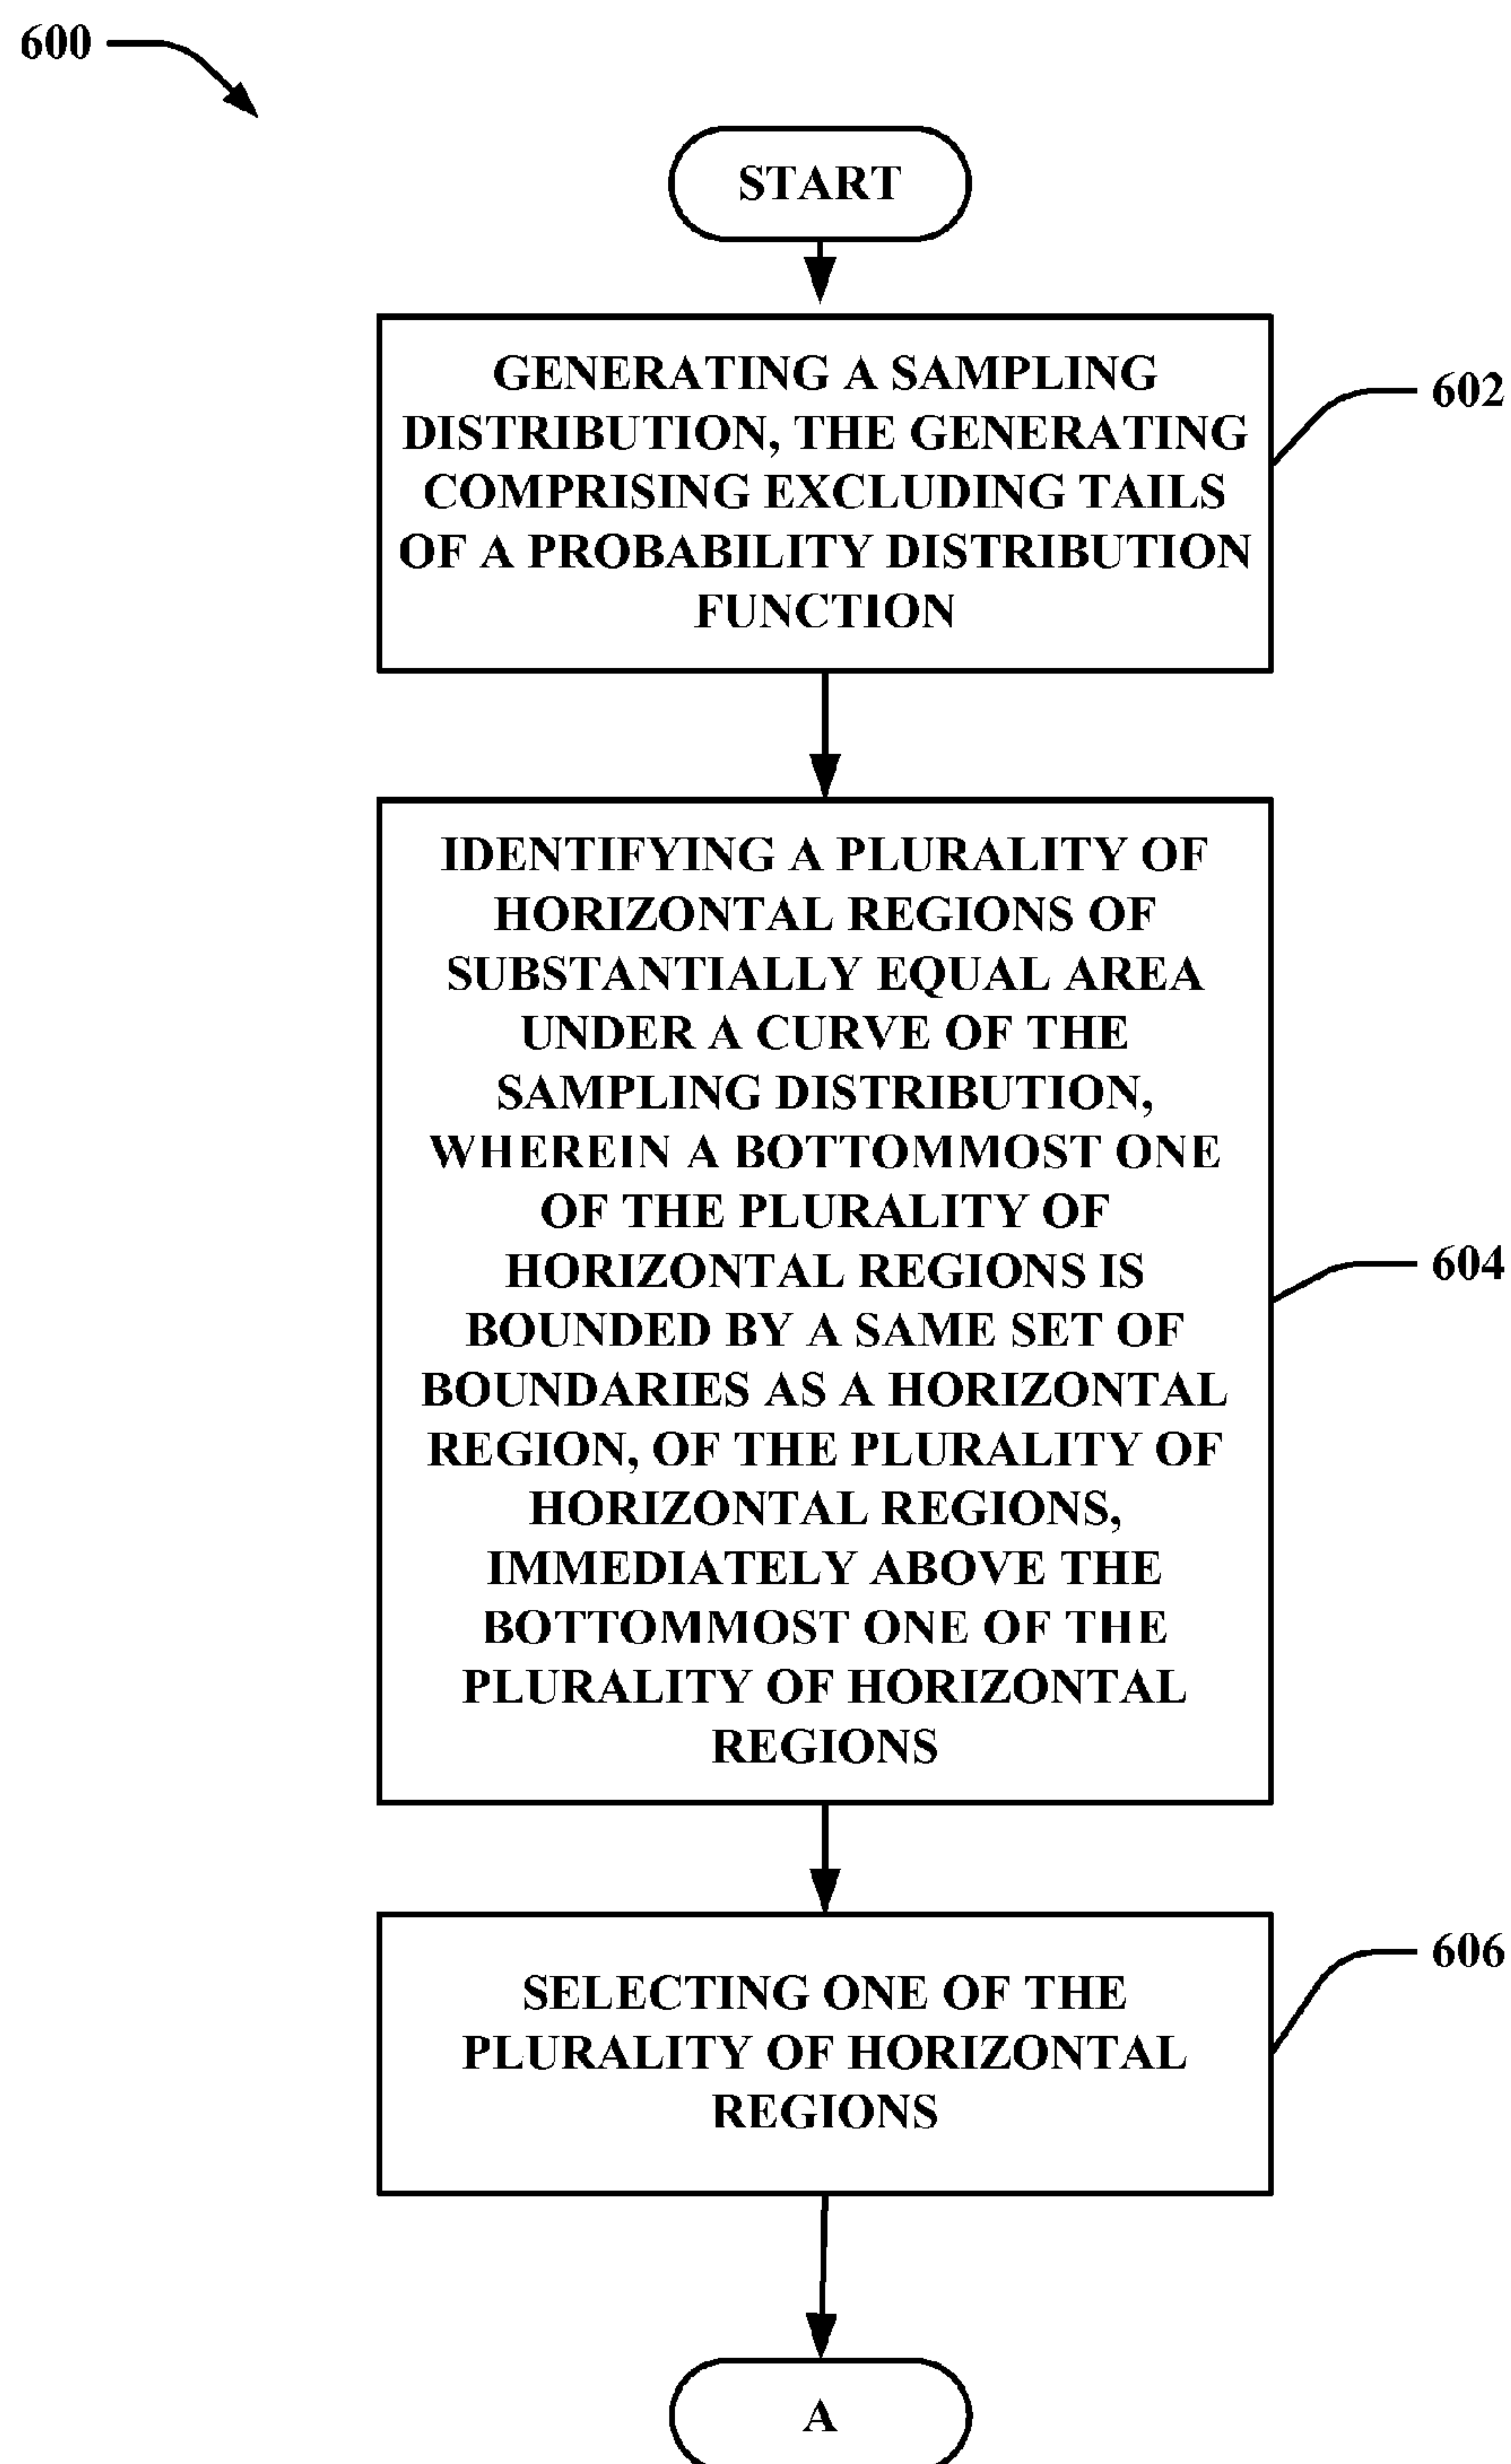 600
START
GENERATING A SAMPLING
DISTRIBUTION, THE GENERATING
COMPRISING EXCLUDING TAILS
OF A PROBABILITY DISTRIBUTION
FUNCTION
602
IDENTIFYING A PLURALITY OF
HORIZONTAL REGIONS OF
SUBSTANTIALLY EQUAL AREA
UNDER A CURVE OF THE
SAMPLING DISTRIBUTION,
WHEREIN A BOTTOMMOST ONE
OF THE PLURALITY OF
HORIZONTAL REGIONS IS
BOUNDED BY A SAME SET OF
BOUNDARIES AS A HORIZONTAL
REGION, OF THE PLURALITY OF
HORIZONTAL REGIONS,
IMMEDIATELY ABOVE THE
BOTTOMMOST ONE OF THE
PLURALITY OF HORIZONTAL
REGIONS
604
SELECTING ONE OF THE
PLURALITY OF HORIZONTAL
REGIONS
606
A